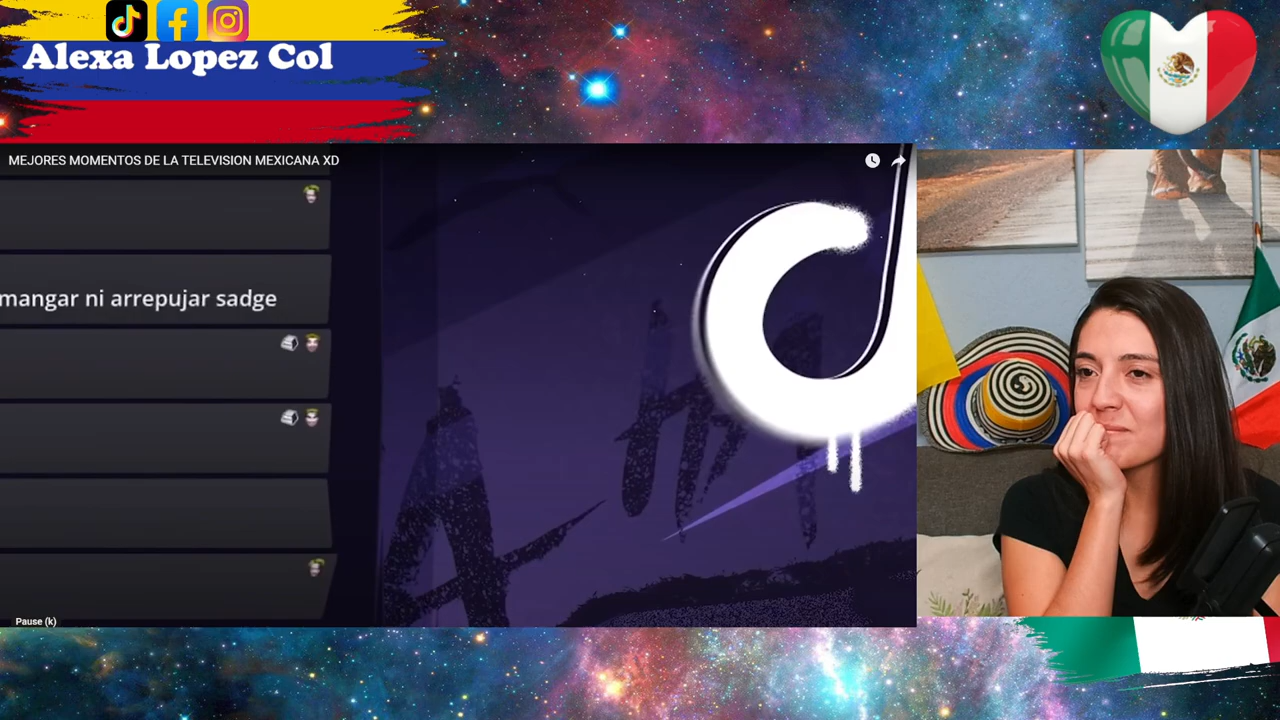 Alexa Lopez Col
MEJORES MOMENTOS DE LA TELEVISION MEXICANA XD
mangar ni arrepujar sadge
Pause (k)